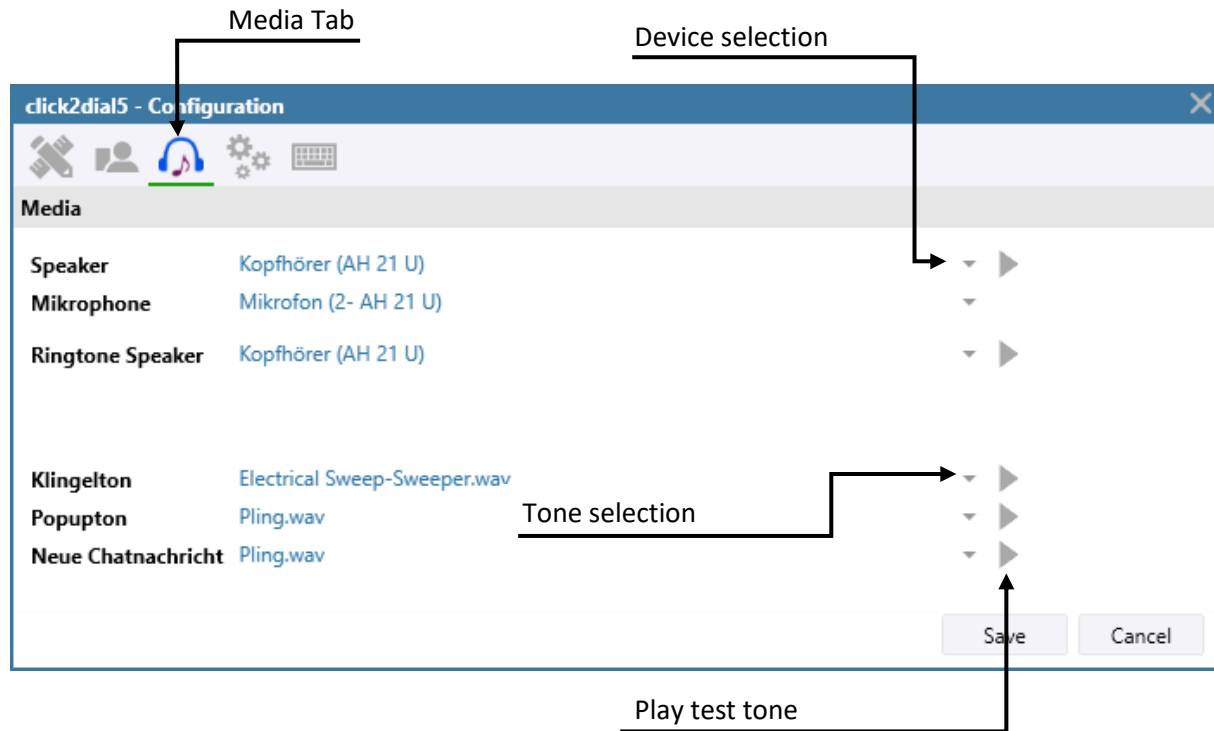 Media Tab
Device selection
click2dial5 - Configuration
Media
Speaker Kopfhörer (AH 21 U)
Mikrophone Mikrofon (2- AH 21 U)
Ringtone Speaker Kopfhörer (AH 21 U)
Klingelton Electrical Sweep-Sweeper.wav
Tone selection
Popupton Pling.wav
Neue Chatnachricht Pling.wav
Save Cancel
Play test tone